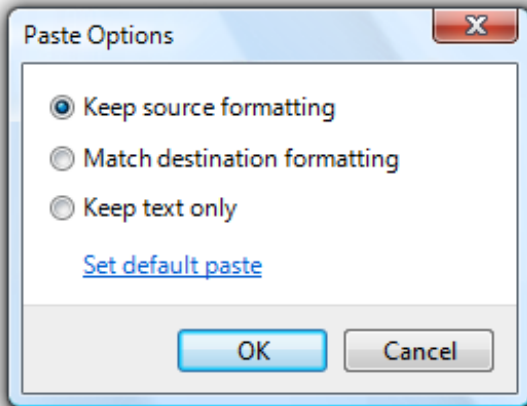 Paste Options
Keep source formatting
Match destination formatting
Keep text only
Set default paste
OK
Cancel